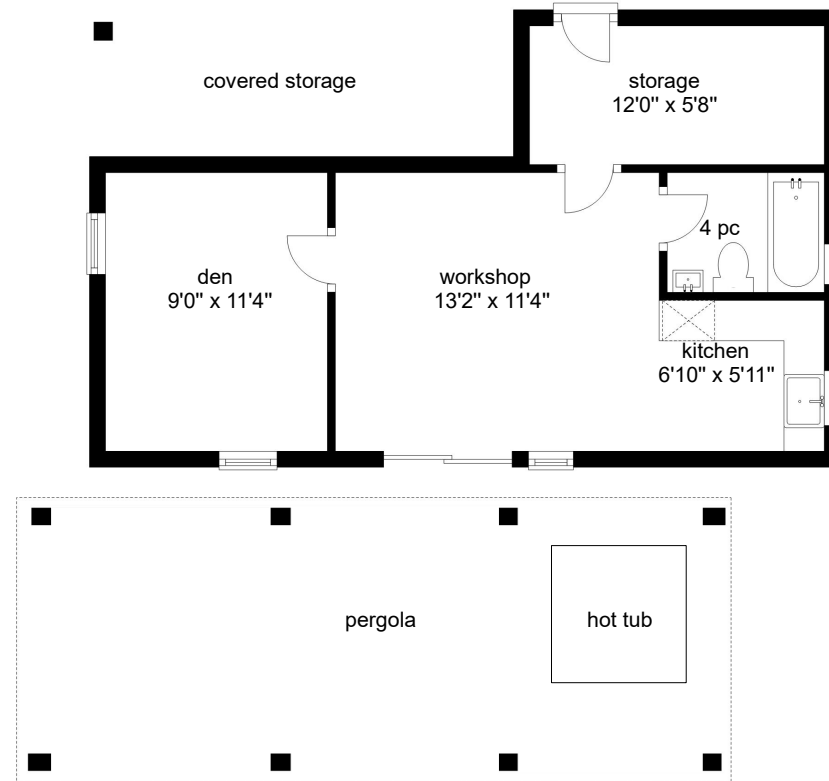 covered storage
storage
12'0" x 5'8"
4 pc
den
9'0" x 11'4"
workshop
13'2" x 11'4"
kitchen
6'10" x 5'11"
pergola
hot tub